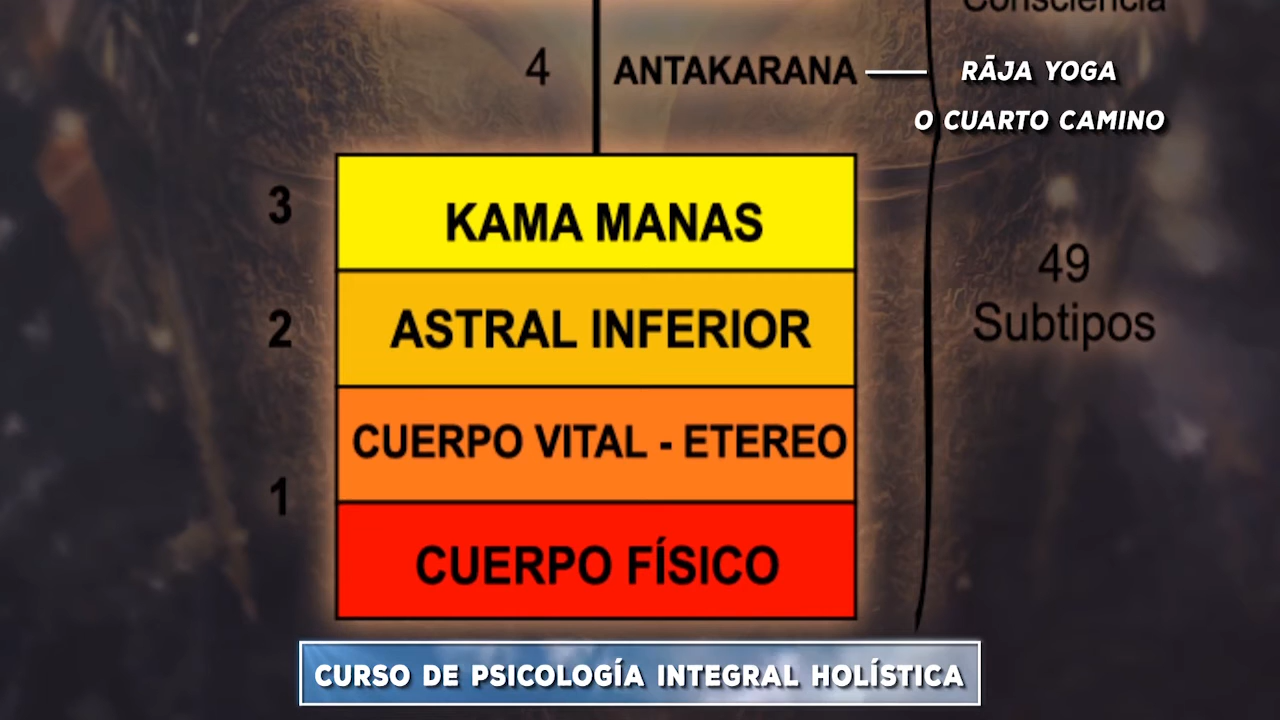 Consciencia
4 ANTAKARANA RĀJA YOGA
O CUARTO CAMINO
3 KAMA MANAS
49
Subtipos
2 ASTRAL INFERIOR
CUERPO VITAL - ETEREO
1
CUERPO FÍSICO
CURSO DE PSICOLOGÍA INTEGRAL HOLÍSTICA